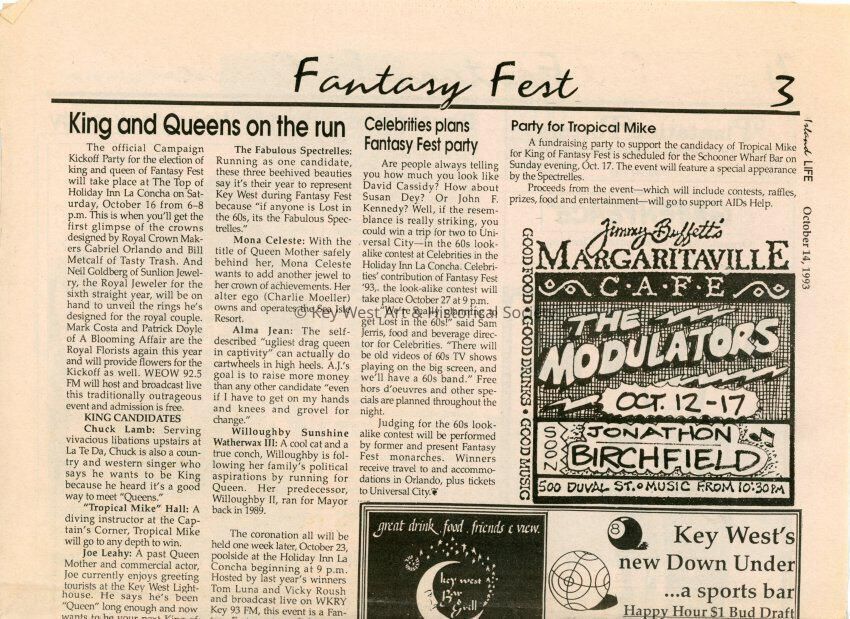 Fantasy Fest
3
Island LIFE October 14, 1993
King and Queens on the run
The official Campaign
Kickoff Party for the election of
king and queen of Fantasy Fest
will take place at The Top of
Holiday Inn La Concha on Sat-
urday, October 16 from 6–8
p.m. This is when you'll get the
first glimpse of the crowns
designed by Royal Crown Mak-
ers Gabriel Orlando and Bill
Metcalf of Tasty Trash. And
Neil Goldberg of Sunlion Jewel-
ry, the Royal Jeweler for the
sixth straight year, will be on
hand to unveil the rings he's
designed for the royal couple.
Mark Costa and Patrick Doyle
of A Blooming Affair are the
Royal Florists again this year
and will provide flowers for the
Kickoff as well. WEOW 92.5
FM will host and broadcast live
this traditionally outrageous
event and admission is free.
KING CANDIDATES
Chuck Lamb: Serving
vivacious libations upstairs at
La Te Da, Chuck is also a coun-
try and western singer who
says he wants to be King
because he heard it's a good
way to meet "Queens."
"Tropical Mike" Hall: A
diving instructor at the Cap-
tain's Corner, Tropical Mike
will go to any depth to win.
Joe Leahy: A past Queen
Mother and commercial actor,
Joe currently enjoys greeting
tourists at the Key West Light-
house. He says he's been
"Queen" long enough and now
wants to be your next King of
The Fabulous Spectrelles:
Running as one candidate,
these three beehived beauties
say it's their year to represent
Key West during Fantasy Fest
because "if anyone is Lost in
the 60s, its the Fabulous Spec-
trelles."
Mona Celeste: With the
title of Queen Mother safely
behind her, Mona Celeste
wants to add another jewel to
her crown of achievements. Her
alter ego (Charlie Moeller)
owns and operates the Sea Isle
Resort.
Alma Jean: The self-
described "ugliest drag queen
in captivity" can actually do
cartwheels in high heels. A.J.'s
goal is to raise more money
than any other candidate "even
if I have to get on my hands
and knees and grovel for
change."
Willoughby Sunshine
Watherwax III: A cool cat and a
true conch, Willoughby is fol-
lowing her family's political
aspirations by running for
Queen. Her predecessor,
Willoughby II, ran for Mayor
back in 1989.
The coronation all will be
held one week later, October 23,
poolside at the Holiday Inn La
Concha beginning at 9 p.m.
Hosted by last year's winners
Tom Luna and Vicky Roush
and broadcast live on WKRY
Key 93 FM, this event is a Fan-
Celebrities plans
Fantasy Fest party
Are people always telling
you how much you look like
David Cassidy? How about
Susan Dey? Or John F.
Kennedy? Well, if the resem-
blance is really striking, you
could win a trip for two to Uni-
versal City—in the 60s look-
alike contest at Celebrities in the
Holiday Inn La Concha. Celebri-
ties' contribution of Fantasy Fest
'93,. the look-alike contest will
take place October 27 at 9 p.m.
"We're really planning to
get Lost in the 60s!" said Sam
Jerris, food and beverage direc-
tor for Celebrities. "There will
be old videos of 60s TV shows
playing on the big screen, and
we'll have a 60s band." Free
hors d'oeuvres and other spe-
cials are planned throughout the
night.
Judging for the 60s look-
alike contest will be performed
by former and present Fantasy
Fest monarches. Winners
receive travel to and accommo-
dations in Orlando, plus tickets
to Universal City.
Party for Tropical Mike
A fundraising party to support the candidacy of Tropical Mike
for King of Fantasy Fest is scheduled for the Schooner Wharf Bar on
Sunday evening, Oct. 17. The event will feature a special appearance
by the Spectrelles.
Proceeds from the event—which will include contests, raffles,
prizes, food and entertainment—will go to support AIDs Help.
GOOD FOOD • GOOD DRINKS • GOOD MUSIC
Jimmy Buffett's
MARGARITAVILLE
CAFE
THE
MODULATORS
OCT. 12-17
SOON
JONATHON
BIRCHFIELD
500 DUVAL ST. • MUSIC FROM 10:30 PM
great drink, food, friends & view.
key west
Bar
Grill
8
Key West's
new Down Under
...a sports bar
Happy Hour $1 Bud Draft
© Key West Art & Historical Soc